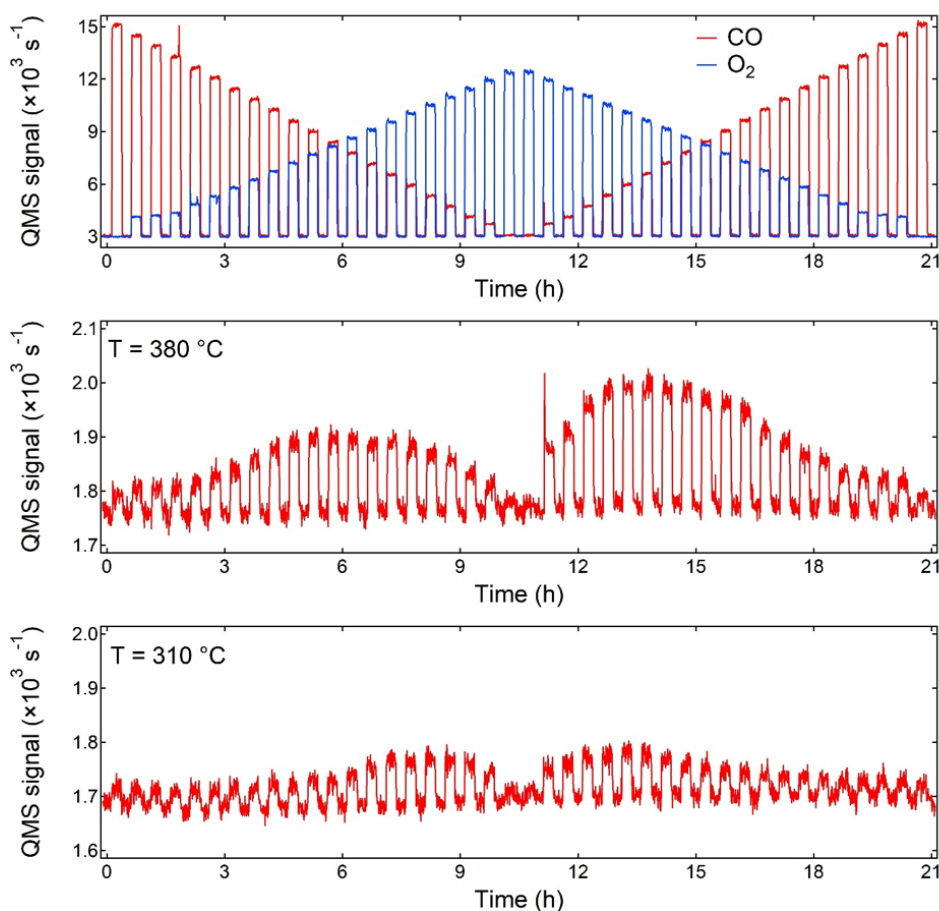 QMS signal (×10³ s⁻¹)
15
12
9
6
3
CO
O₂
0 3 6 9 12 15 18 21
Time (h)
QMS signal (×10³ s⁻¹)
2.1
2.0
1.9
1.8
1.7
T = 380 °C
0 3 6 9 12 15 18 21
Time (h)
QMS signal (×10³ s⁻¹)
2.0
1.9
1.8
1.7
1.6
T = 310 °C
0 3 6 9 12 15 18 21
Time (h)